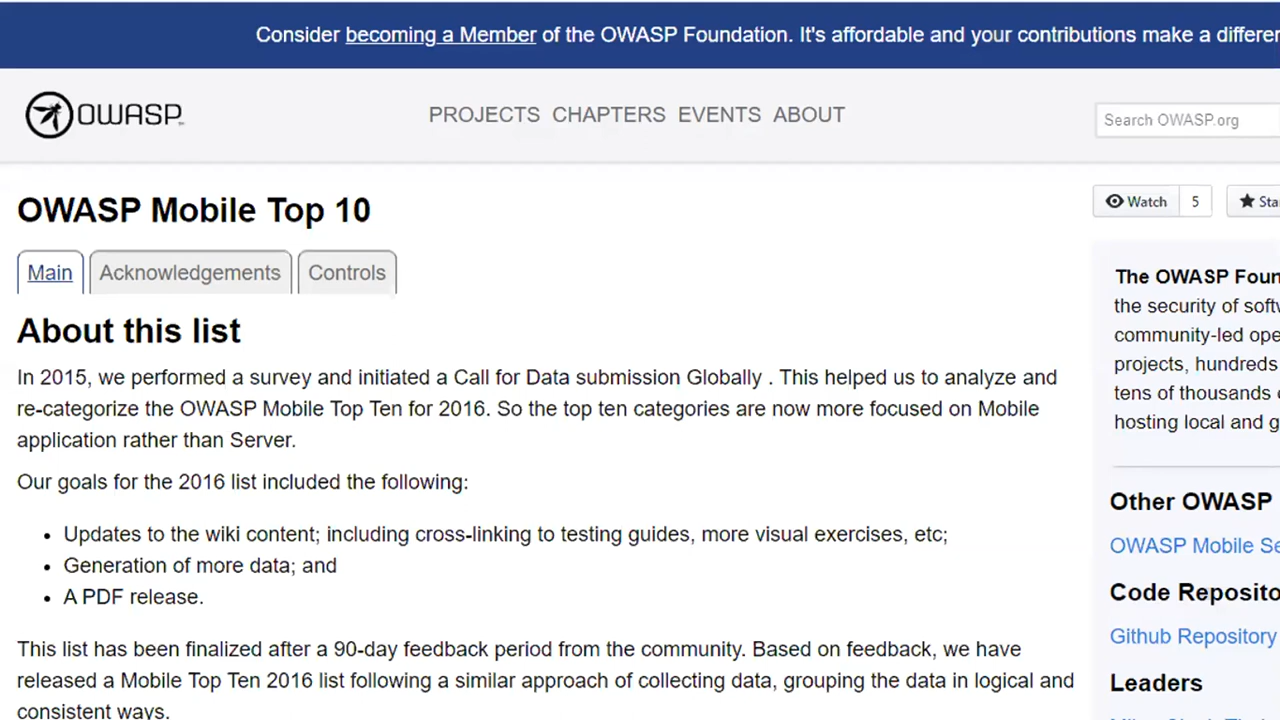 Consider becoming a Member of the OWASP Foundation. It's affordable and your contributions make a
OWASP
PROJECTS CHAPTERS EVENTS ABOUT
Search OWASP.org
OWASP Mobile Top 10
Watch 5
Main Acknowledgements Controls
About this list
In 2015, we performed a survey and initiated a Call for Data submission Globally . This helped us to analyze and
re-categorize the OWASP Mobile Top Ten for 2016. So the top ten categories are now more focused on Mobile
application rather than Server.
Our goals for the 2016 list included the following:
• Updates to the wiki content; including cross-linking to testing guides, more visual exercises, etc;
• Generation of more data; and
• A PDF release.
This list has been finalized after a 90-day feedback period from the community. Based on feedback, we have
released a Mobile Top Ten 2016 list following a similar approach of collecting data, grouping the data in logical and
consistent ways.
The OWASP
the security of
community-led
projects, hundreds
tens of thousands
hosting local and
Other OWASP
OWASP Mobile
Code
Github Repository
Leaders